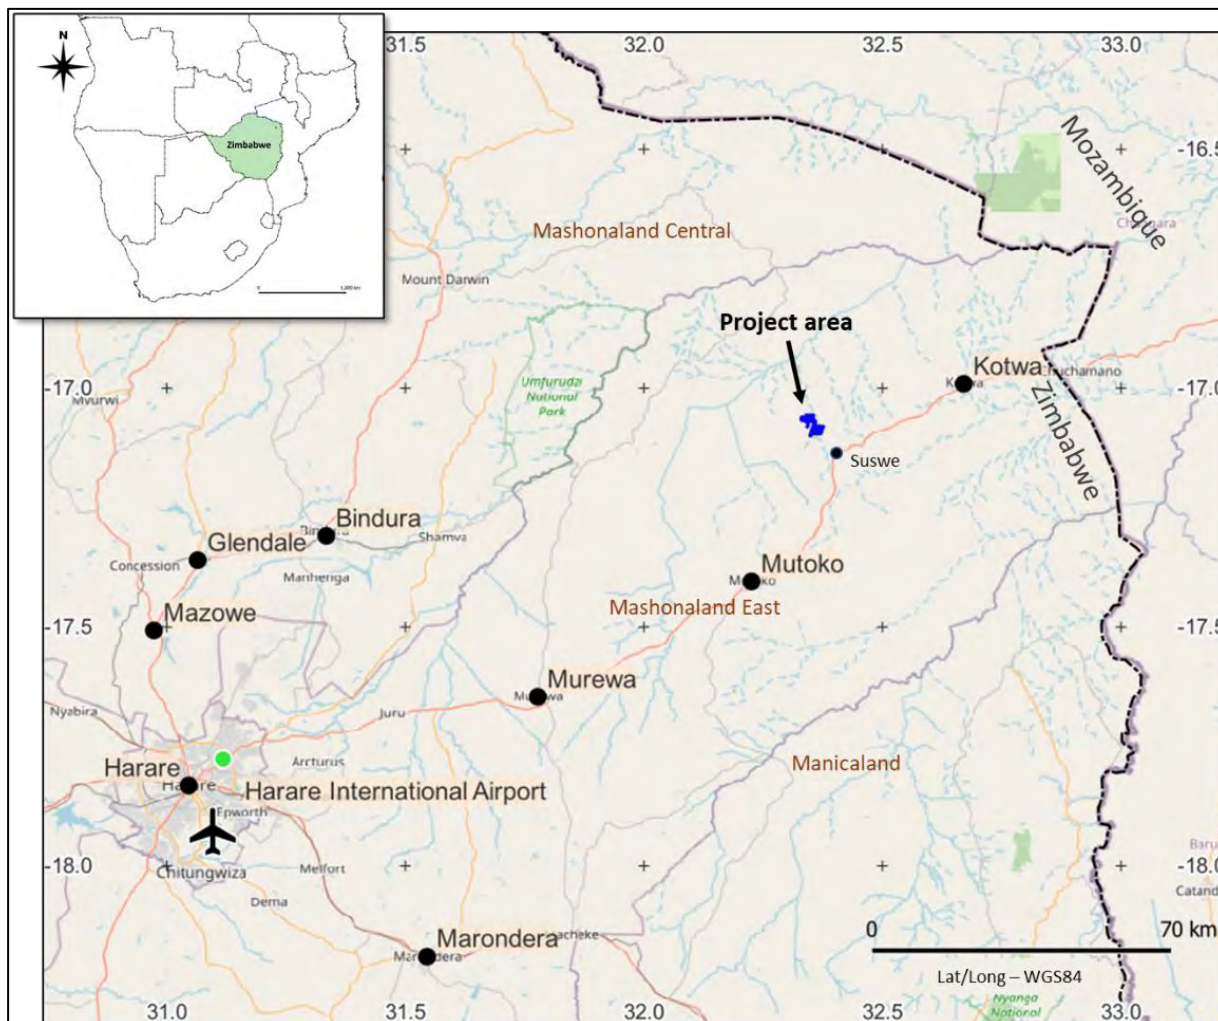 N
Zimbabwe
0
31.5
32.0
32.5
33.0
-16.5
Mozambique
Mashonaland Central
Mount Darwin
Project area
Umfurudzi
National
Park
Kotwa
-17.0
-17.0
Mvurwi
Zimbabwe
Suswe
Bindura
Glendale
Shamva
Concession
Mutoko
Mazowe
Mashonaland East
-17.5
-17.5
Murewa
Nyabira
Juru
Arcturus
Manicaland
Harare
Harare International Airport
Epworth
-18.0
-18.0
Chitungwiza
Melfort
Dema
Marondera
0
70 km
Lat/Long – WGS84
Nyanga
National
31.0
31.5
32.0
32.5
33.0